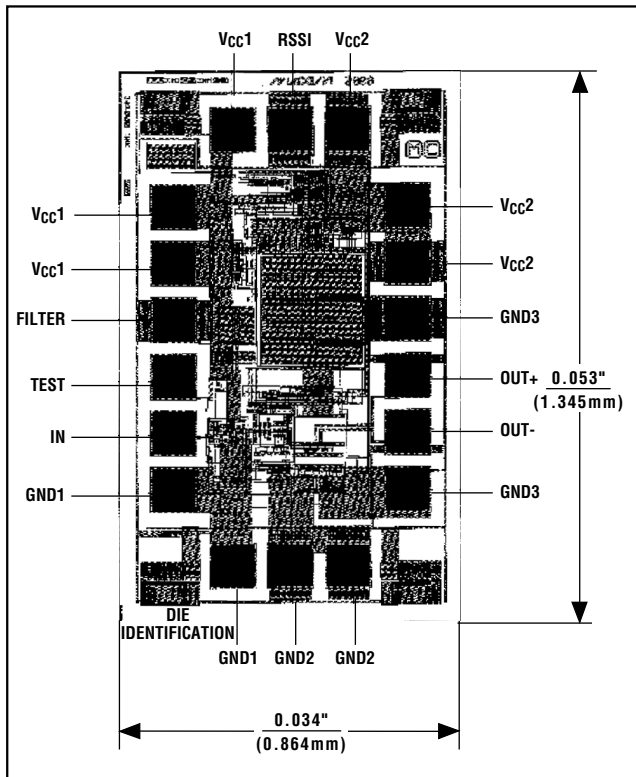 VCC1 RSSI VCC2
VCC1
VCC2
VCC1
VCC2
FILTER
GND3
TEST
OUT+
0.053"
(1.345mm)
IN
OUT-
GND1
GND3
DIE
IDENTIFICATION
GND1 GND2 GND2
0.034"
(0.864mm)